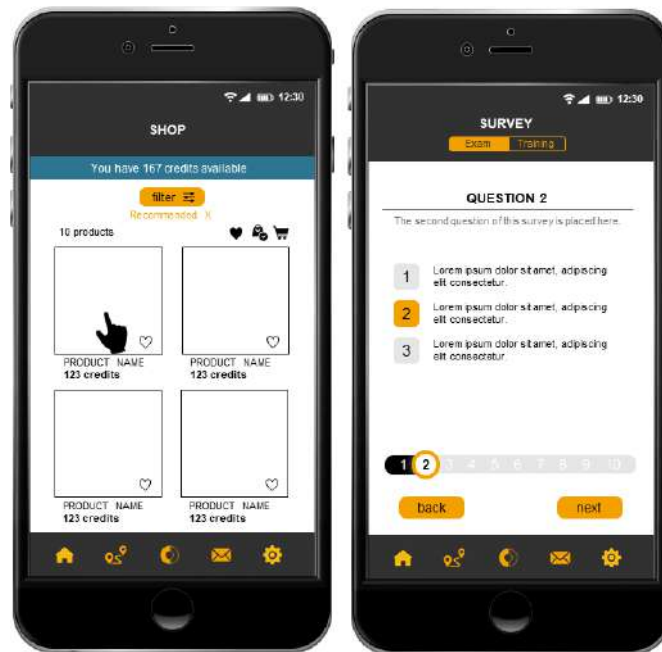 12:30
SHOP
You have 167 credits available
filter
Recommended X
10 products
PRODUCT NAME
123 credits
PRODUCT NAME
123 credits
PRODUCT NAME
123 credits
PRODUCT NAME
123 credits
12:30
SURVEY
Exam Training
QUESTION 2
The second question of this survey is placed here.
1 Lorem ipsum dolor sit amet, adipiscing
elit consectetur.
2 Lorem ipsum dolor sit amet, adipiscing
elit consectetur.
3 Lorem ipsum dolor sit amet, adipiscing
elit consectetur.
1 2 3 4 5 6 7 8 9 10
back next